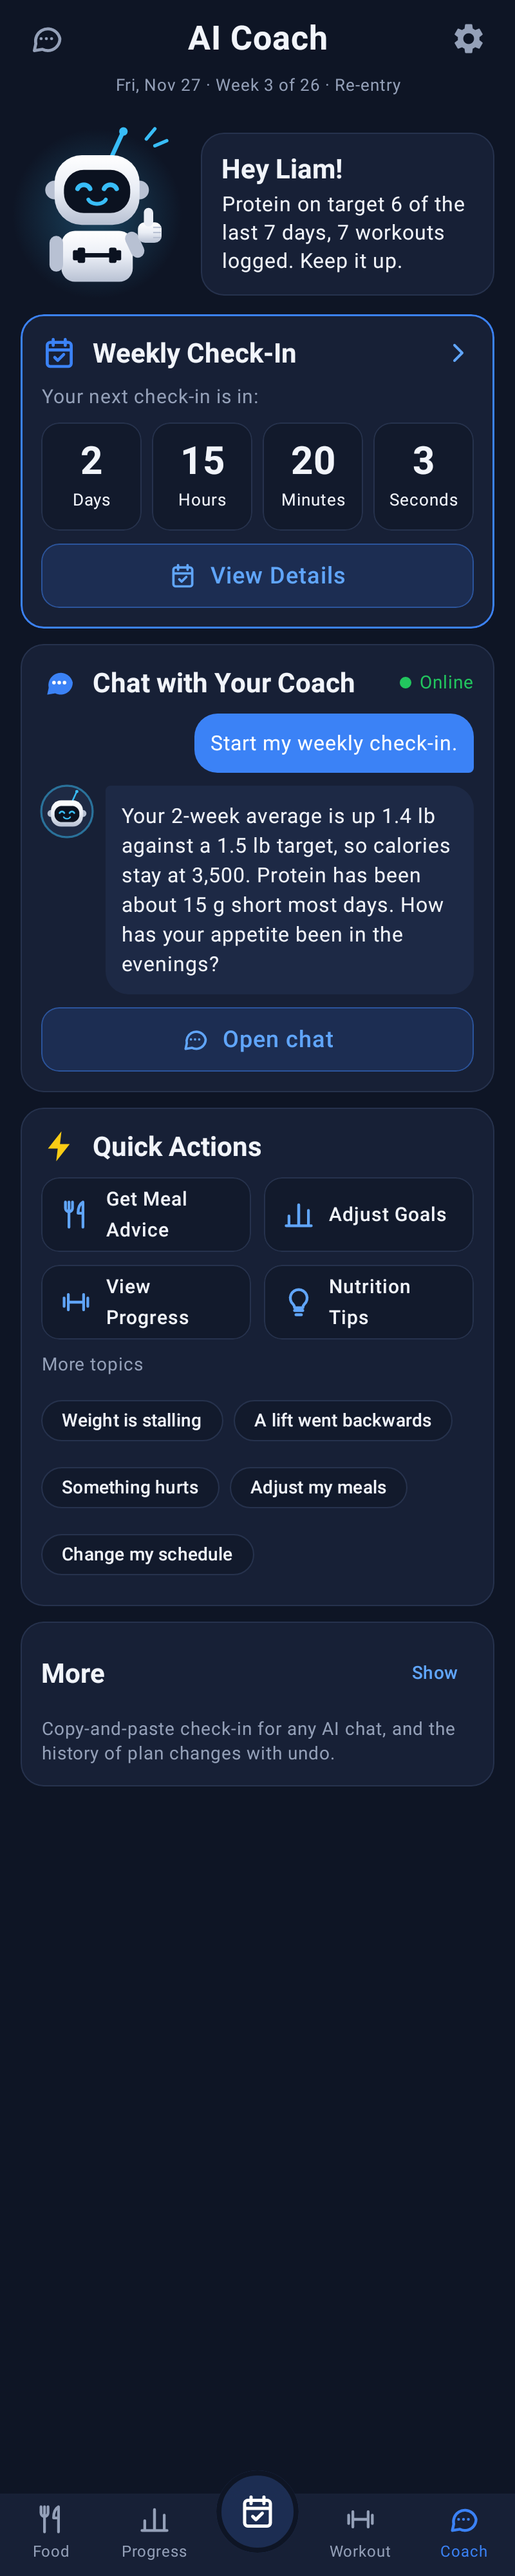 AI Coach
Fri, Nov 27 · Week 3 of 26 · Re-entry
Hey Liam!
Protein on target 6 of the
last 7 days, 7 workouts
logged. Keep it up.
Weekly Check-In
Your next check-in is in:
2 15 20 3
Days Hours Minutes Seconds
View Details
Chat with Your Coach
Online
Start my weekly check-in.
Your 2-week average is up 1.4 lb
against a 1.5 lb target, so calories
stay at 3,500. Protein has been
about 15 g short most days. How
has your appetite been in the
evenings?
Open chat
Quick Actions
Get Meal
Advice
Adjust Goals
View
Progress
Nutrition
Tips
More topics
Weight is stalling
A lift went backwards
Something hurts
Adjust my meals
Change my schedule
More
Show
Copy-and-paste check-in for any AI chat, and the
history of plan changes with undo.
Food
Progress
Workout
Coach